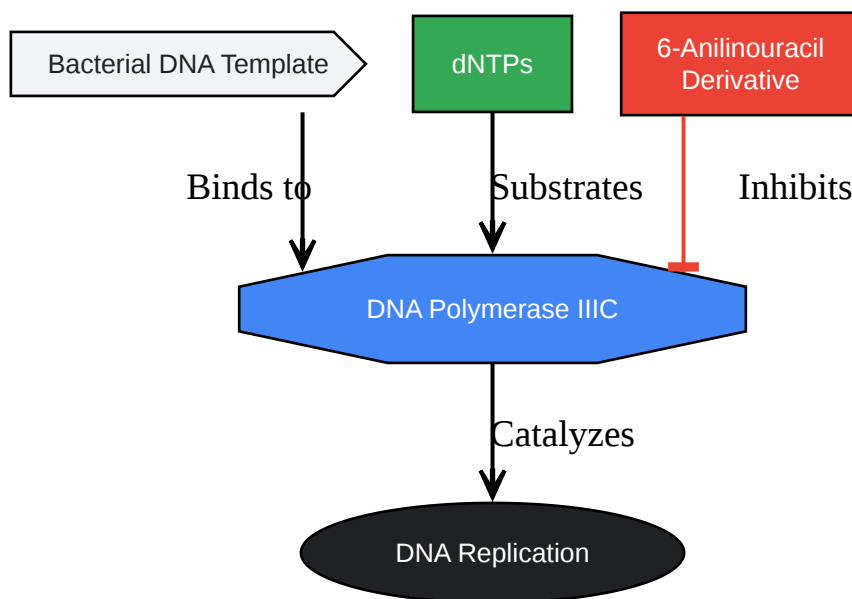 Bacterial DNA Template
dNTPs
6-Anilinouracil
Derivative
Binds to
Substrates
Inhibits
DNA Polymerase IIIC
Catalyzes
DNA Replication